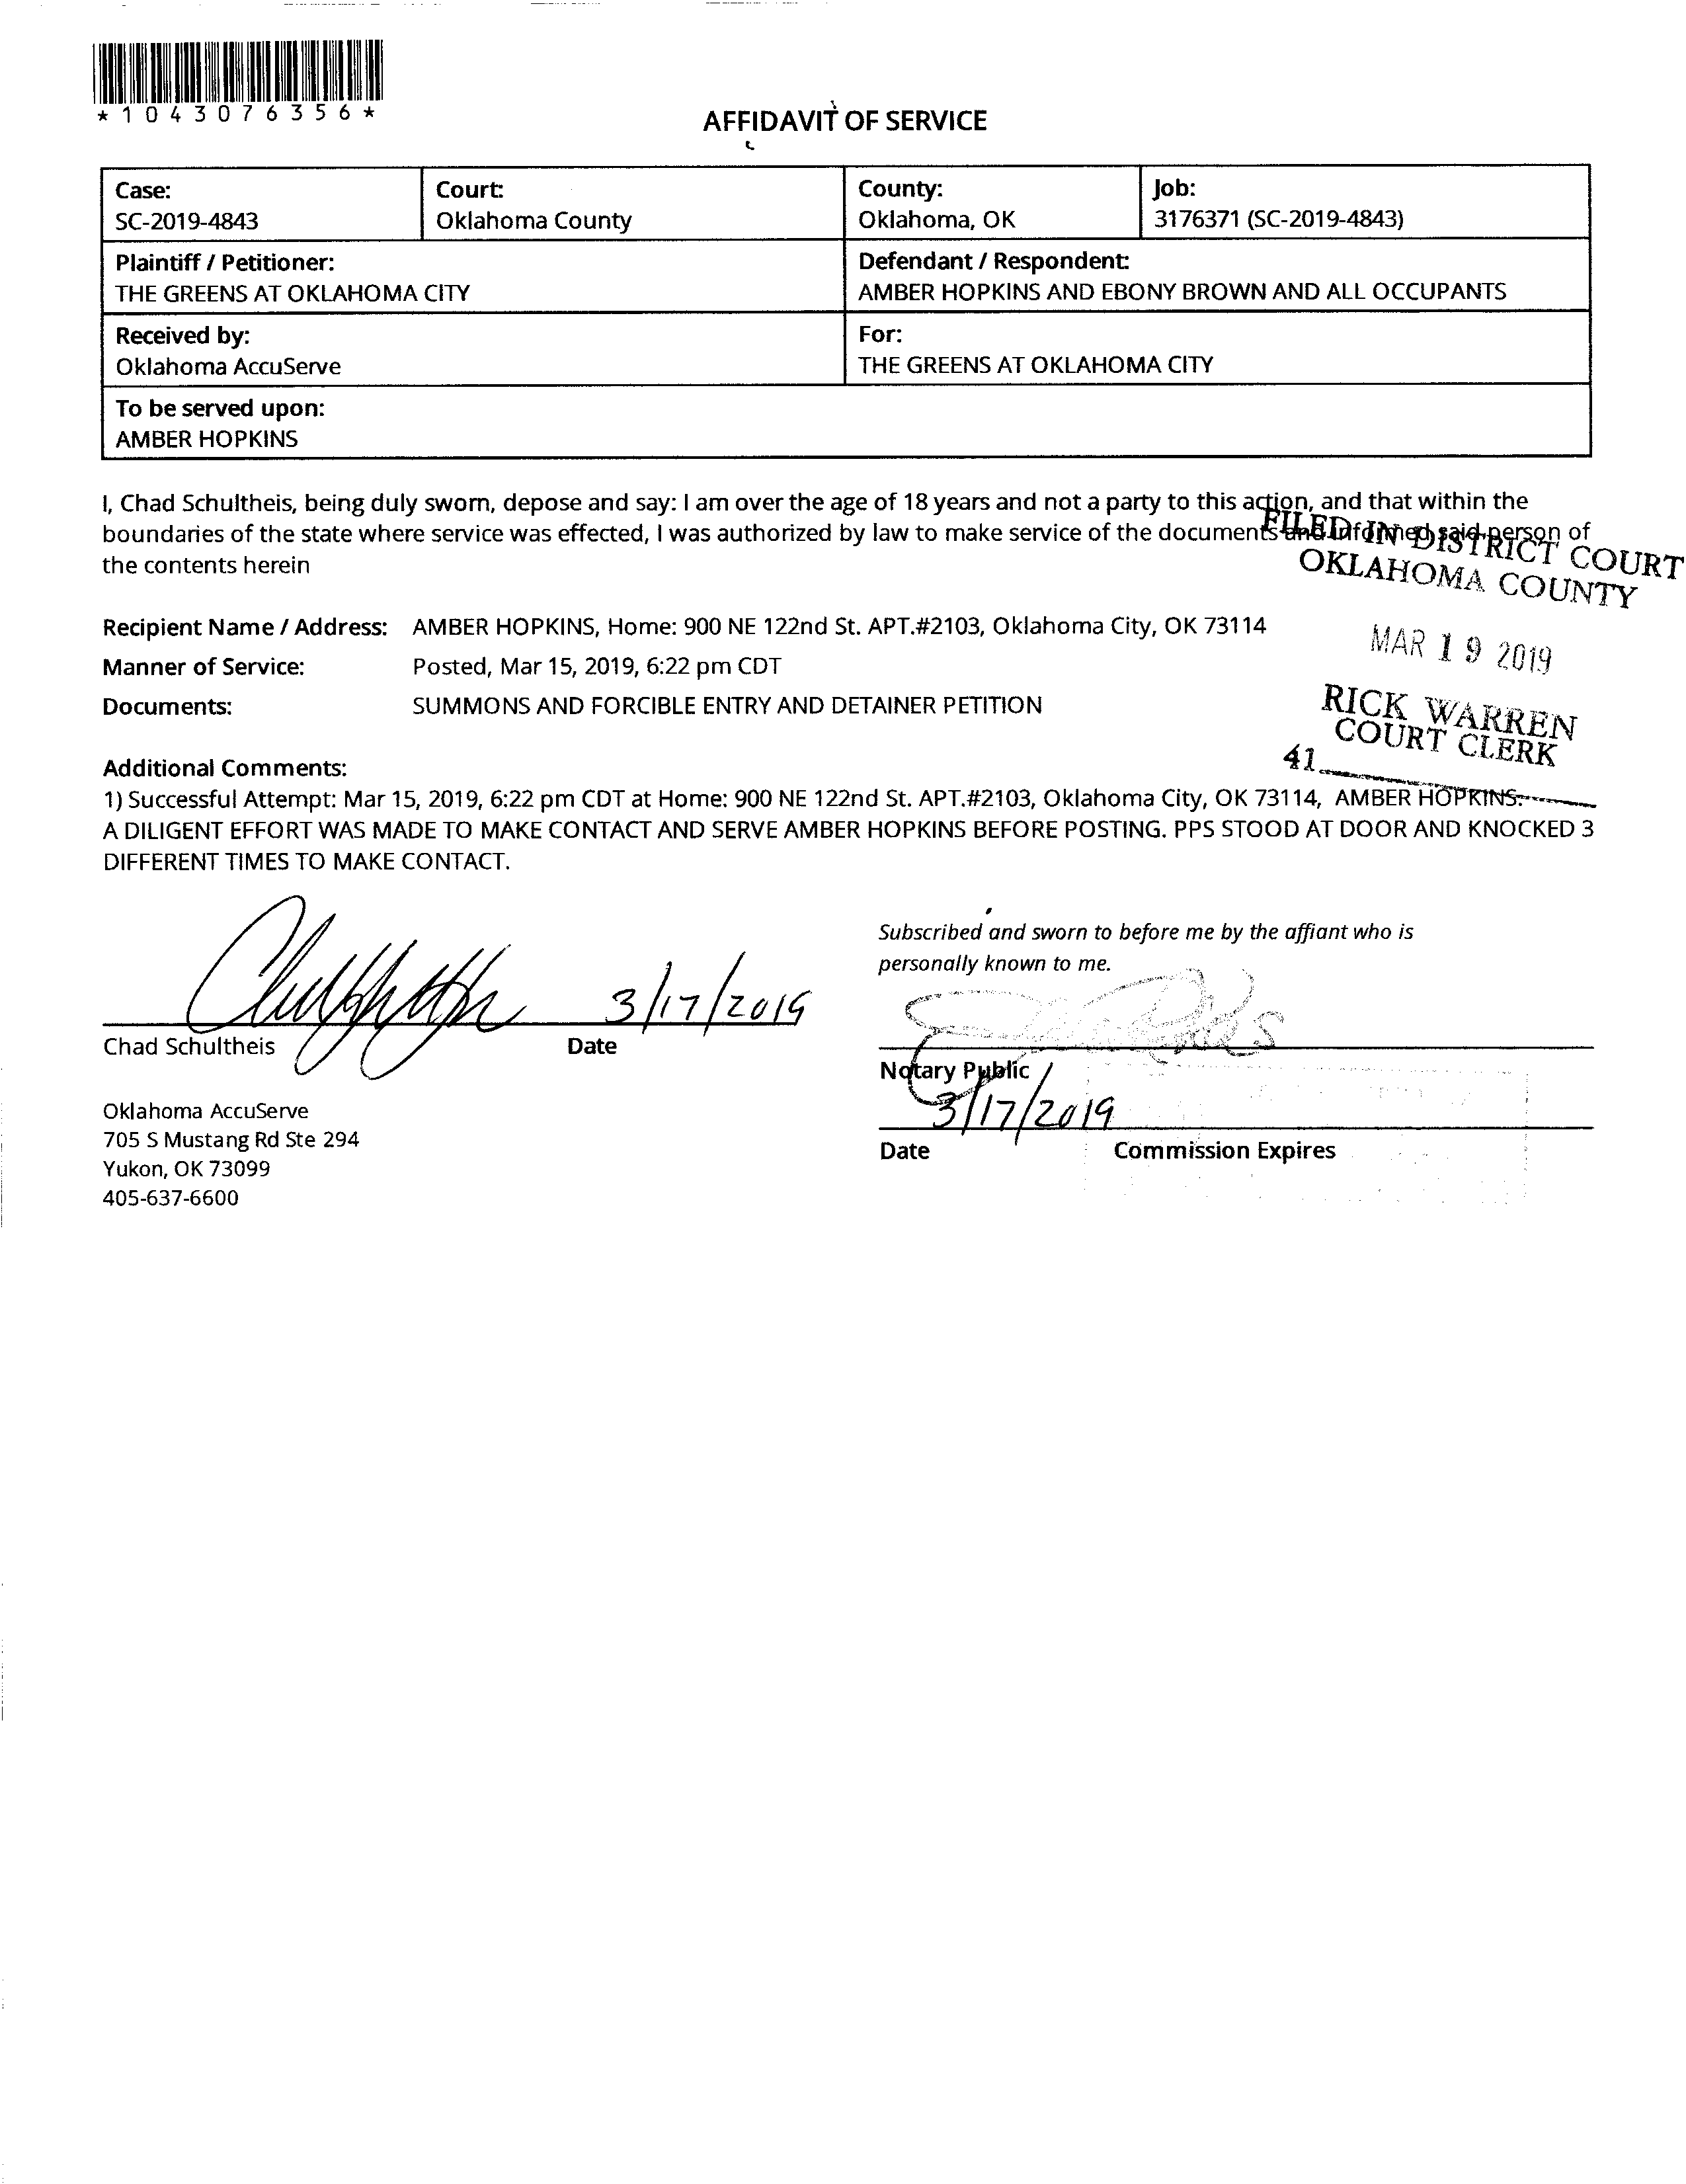 *1043076356*
AFFIDAVIT OF SERVICE
Case:
SC-2019-4843
Court:
Oklahoma County
County:
Oklahoma, OK
Job:
3176371 (SC-2019-4843)
Plaintiff / Petitioner:
THE GREENS AT OKLAHOMA CITY
Defendant / Respondent:
AMBER HOPKINS AND EBONY BROWN AND ALL OCCUPANTS
Received by:
Oklahoma AccuServe
For:
THE GREENS AT OKLAHOMA CITY
To be served upon:
AMBER HOPKINS
I, Chad Schultheis, being duly sworn, depose and say: I am over the age of 18 years and not a party to this action, and that within the
boundaries of the state where service was effected, I was authorized by law to make service of the documents and informed said person of
the contents herein
FILED IN DISTRICT COURT
OKLAHOMA COUNTY
MAR 19 2019
RICK WARREN
COURT CLERK
41
Recipient Name / Address: AMBER HOPKINS, Home: 900 NE 122nd St. APT.#2103, Oklahoma City, OK 73114
Manner of Service: Posted, Mar 15, 2019, 6:22 pm CDT
Documents: SUMMONS AND FORCIBLE ENTRY AND DETAINER PETITION
Additional Comments:
1) Successful Attempt: Mar 15, 2019, 6:22 pm CDT at Home: 900 NE 122nd St. APT.#2103, Oklahoma City, OK 73114, AMBER HOPKINS.
A DILIGENT EFFORT WAS MADE TO MAKE CONTACT AND SERVE AMBER HOPKINS BEFORE POSTING. PPS STOOD AT DOOR AND KNOCKED 3
DIFFERENT TIMES TO MAKE CONTACT.
3/17/2019
Chad Schultheis Date
Oklahoma AccuServe
705 S Mustang Rd Ste 294
Yukon, OK 73099
405-637-6600
Subscribed and sworn to before me by the affiant who is
personally known to me.
Notary Public
3/17/2019
Date Commission Expires